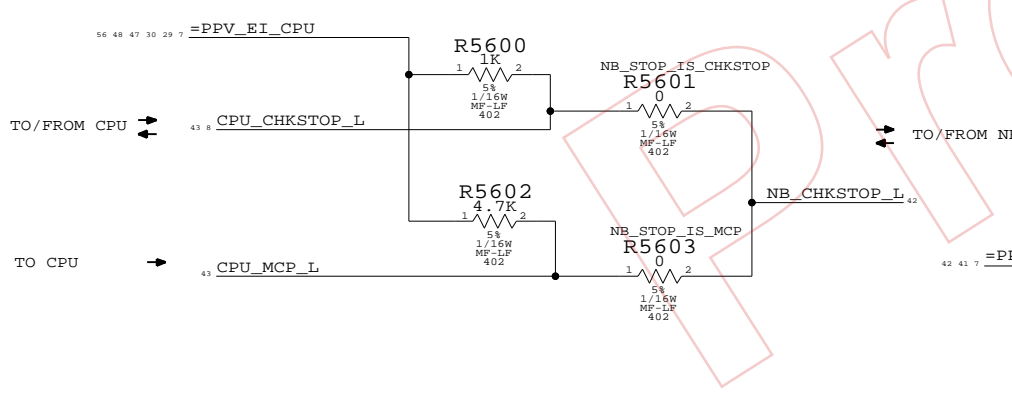 56 48 47 30 29 7 =PPV_EI_CPU
R5600
1K
1 2
5%
1/16W
MF-LF
402
NB_STOP_IS_CHKSTOP
R5601
0
1 2
5%
1/16W
MF-LF
402
TO/FROM CPU
43 8 CPU_CHKSTOP_L
TO/FROM N
R5602
4.7K
1 2
5%
1/16W
MF-LF
402
NB_CHKSTOP_L 42
NB_STOP_IS_MCP
R5603
0
1 2
5%
1/16W
MF-LF
402
TO CPU
43 CPU_MCP_L
42 41 7 =PP
Pr